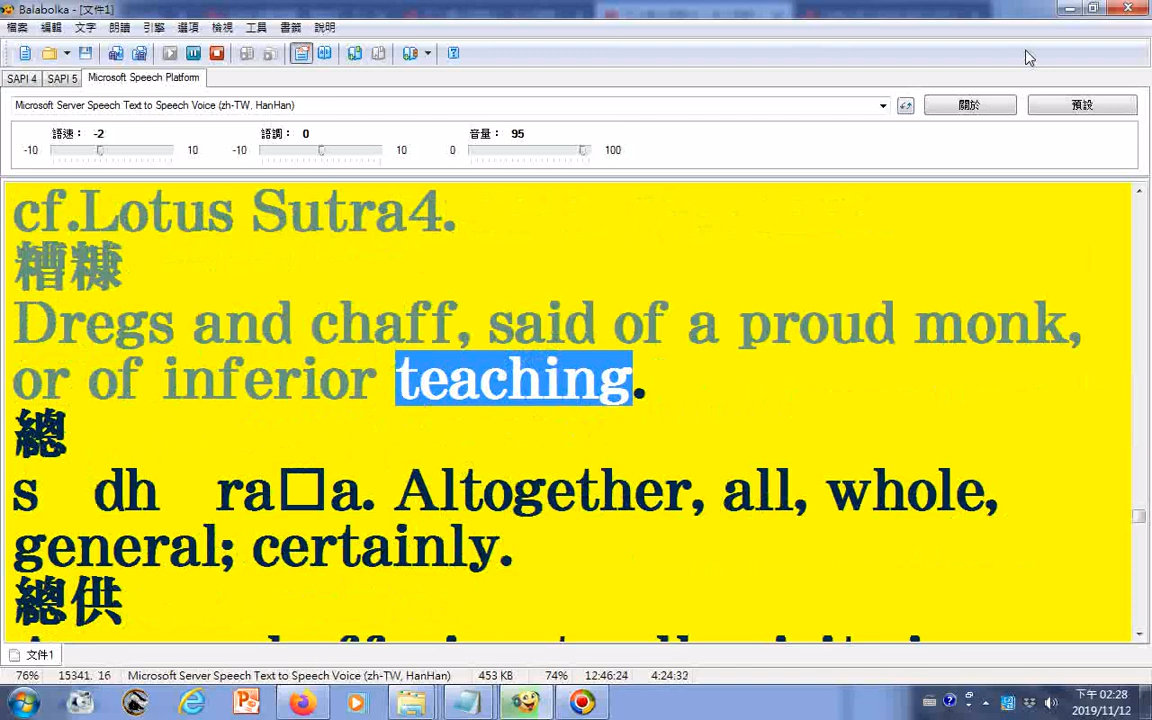 Balabolka - [文件1]
檔案 編輯 文字 朗讀 引擎 選項 檢視 工具 書籤 說明
SAPI 4 SAPI 5 Microsoft Speech Platform
Microsoft Server Speech Text to Speech Voice (zh-TW, HanHan) 關於 預設
語速： -2 語調： 0 音量： 95
-10 10 -10 10 0 100
cf.Lotus Sutra4.
糟糠
Dregs and chaff, said of a proud monk,
or of inferior teaching.
總
s dh ra□a. Altogether, all, whole,
general; certainly.
總供
文件1
76% 15341. 16 Microsoft Server Speech Text to Speech Voice (zh-TW, HanHan) 453 KB 74% 12:46:24 4:24:32
下午 02:28
2019/11/12